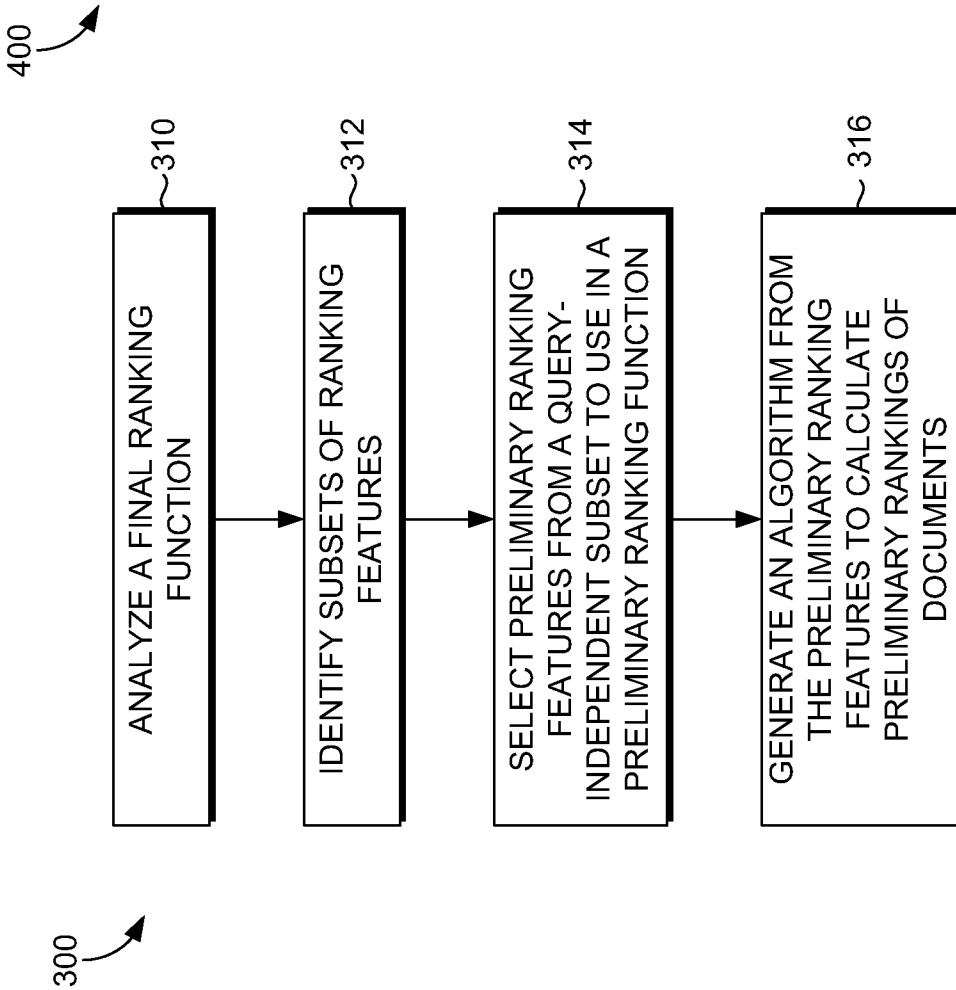 400
300
ANALYZE A FINAL RANKING
FUNCTION
310
IDENTIFY SUBSETS OF RANKING
FEATURES
312
SELECT PRELIMINARY RANKING
FEATURES FROM A QUERY-
INDEPENDENT SUBSET TO USE IN A
PRELIMINARY RANKING FUNCTION
314
GENERATE AN ALGORITHM FROM
THE PRELIMINARY RANKING
FEATURES TO CALCULATE
PRELIMINARY RANKINGS OF
DOCUMENTS
316